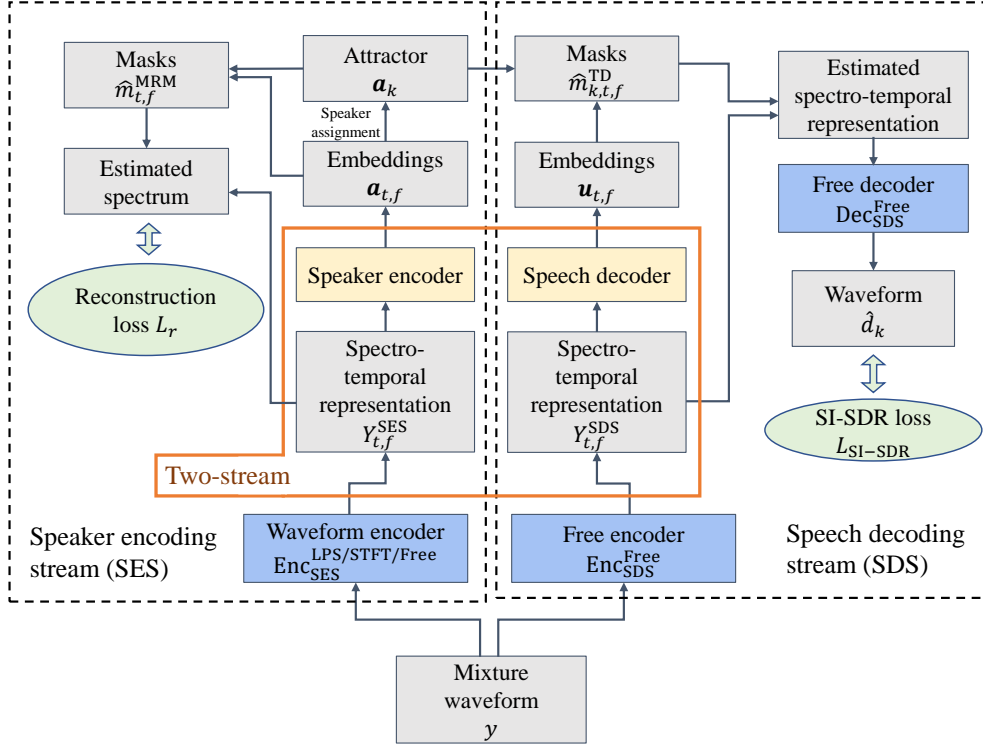 Masks
m̂_{t,f}^{MRM}
Attractor
a_k
Speaker
assignment
Estimated
spectrum
Embeddings
a_{t,f}
Reconstruction
loss L_r
Speaker encoder
Spectro-
temporal
representation
Y_{t,f}^{SES}
Two-stream
Waveform encoder
Enc_{SES}^{LPS/STFT/Free}
Speaker encoding
stream (SES)
Masks
m̂_{k,t,f}^{TD}
Embeddings
u_{t,f}
Speech decoder
Spectro-
temporal
representation
Y_{t,f}^{SDS}
Free encoder
Enc_{SDS}^{Free}
Estimated
spectro-temporal
representation
Free decoder
Dec_{SDS}^{Free}
Waveform
d̂_k
SI-SDR loss
L_{SI−SDR}
Speech decoding
stream (SDS)
Mixture
waveform
y